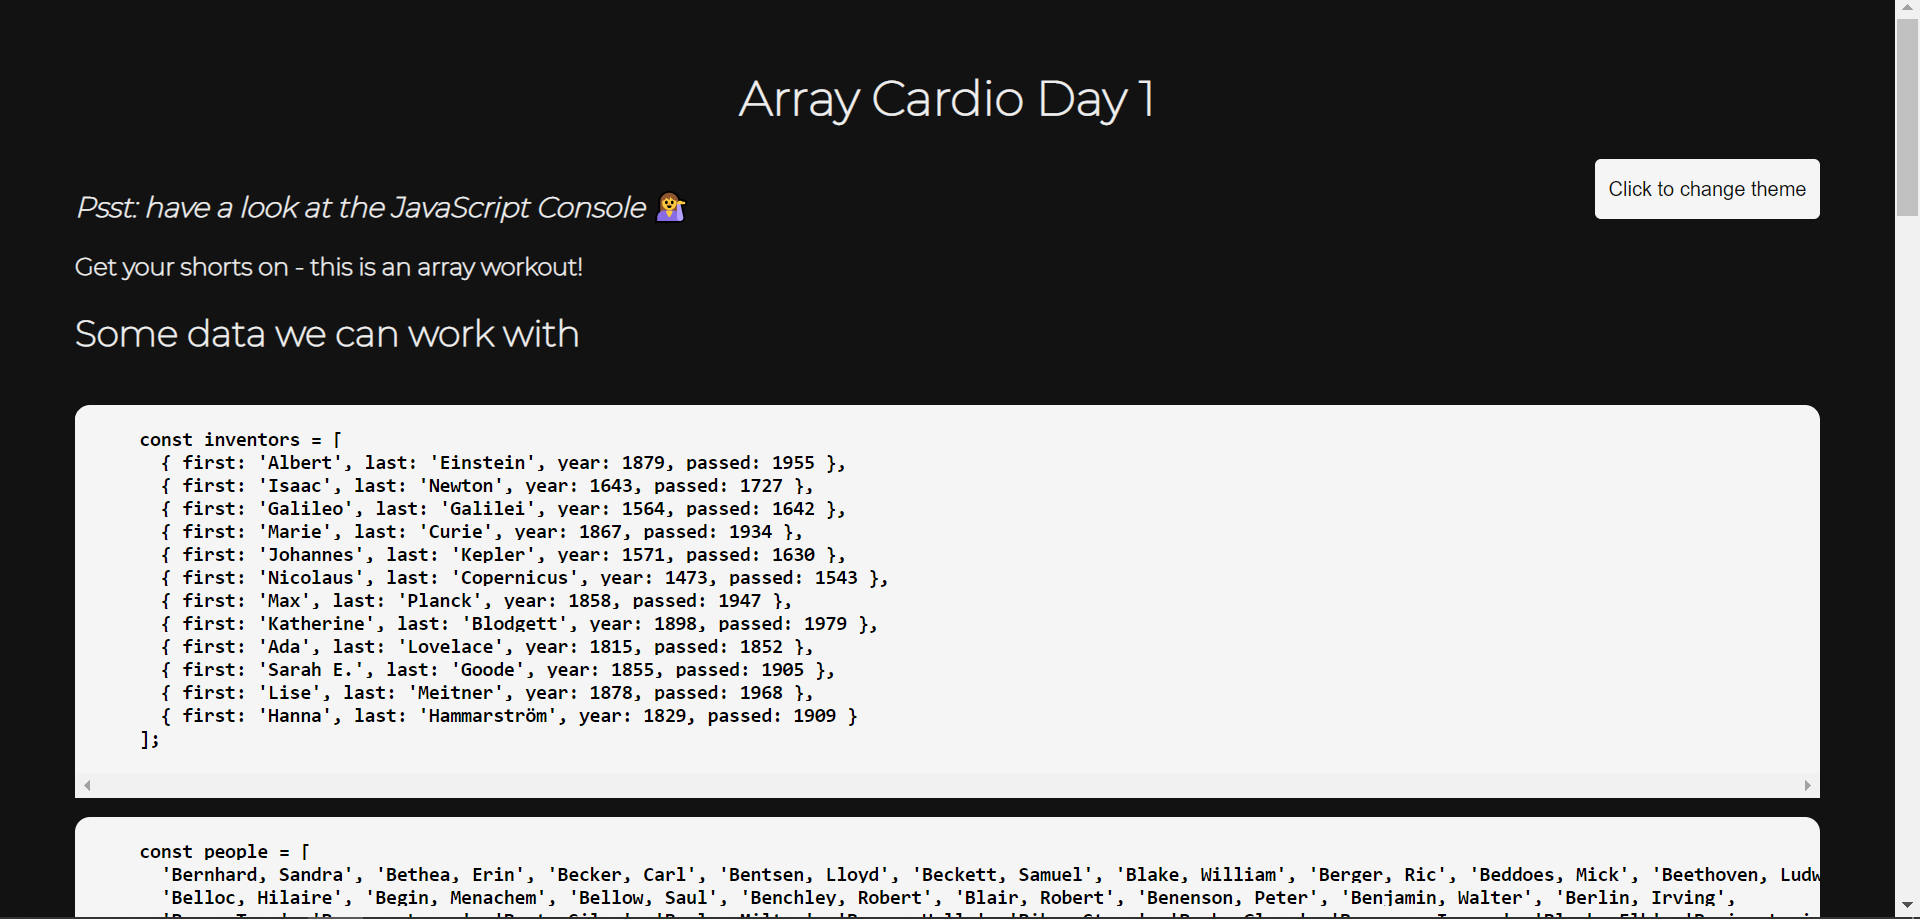 Array Cardio Day 1
Click to change theme
Psst: have a look at the JavaScript Console 💁
Get your shorts on - this is an array workout!
Some data we can work with
const inventors = [
{ first: 'Albert', last: 'Einstein', year: 1879, passed: 1955 },
{ first: 'Isaac', last: 'Newton', year: 1643, passed: 1727 },
{ first: 'Galileo', last: 'Galilei', year: 1564, passed: 1642 },
{ first: 'Marie', last: 'Curie', year: 1867, passed: 1934 },
{ first: 'Johannes', last: 'Kepler', year: 1571, passed: 1630 },
{ first: 'Nicolaus', last: 'Copernicus', year: 1473, passed: 1543 },
{ first: 'Max', last: 'Planck', year: 1858, passed: 1947 },
{ first: 'Katherine', last: 'Blodgett', year: 1898, passed: 1979 },
{ first: 'Ada', last: 'Lovelace', year: 1815, passed: 1852 },
{ first: 'Sarah E.', last: 'Goode', year: 1855, passed: 1905 },
{ first: 'Lise', last: 'Meitner', year: 1878, passed: 1968 },
{ first: 'Hanna', last: 'Hammarström', year: 1829, passed: 1909 }
];
const people = [
'Bernhard, Sandra', 'Bethea, Erin', 'Becker, Carl', 'Bentsen, Lloyd', 'Beckett, Samuel', 'Blake, William', 'Berger, Ric', 'Beddoes, Mick', 'Beethoven, Ludw
'Belloc, Hilaire', 'Begin, Menachem', 'Bellow, Saul', 'Benchley, Robert', 'Blair, Robert', 'Benenson, Peter', 'Benjamin, Walter', 'Berlin, Irving',